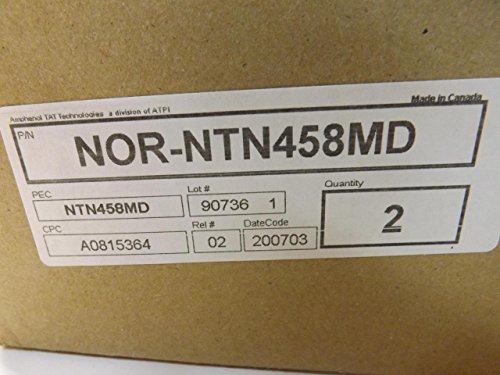 Amphenol TAT Technologies a division of ATPI
Made in Canada
P/N
NOR-NTN458MD
PEC
NTN458MD
Lot #
90736 1
Quantity
2
CPC
A0815364
Rel #
02
DateCode
200703